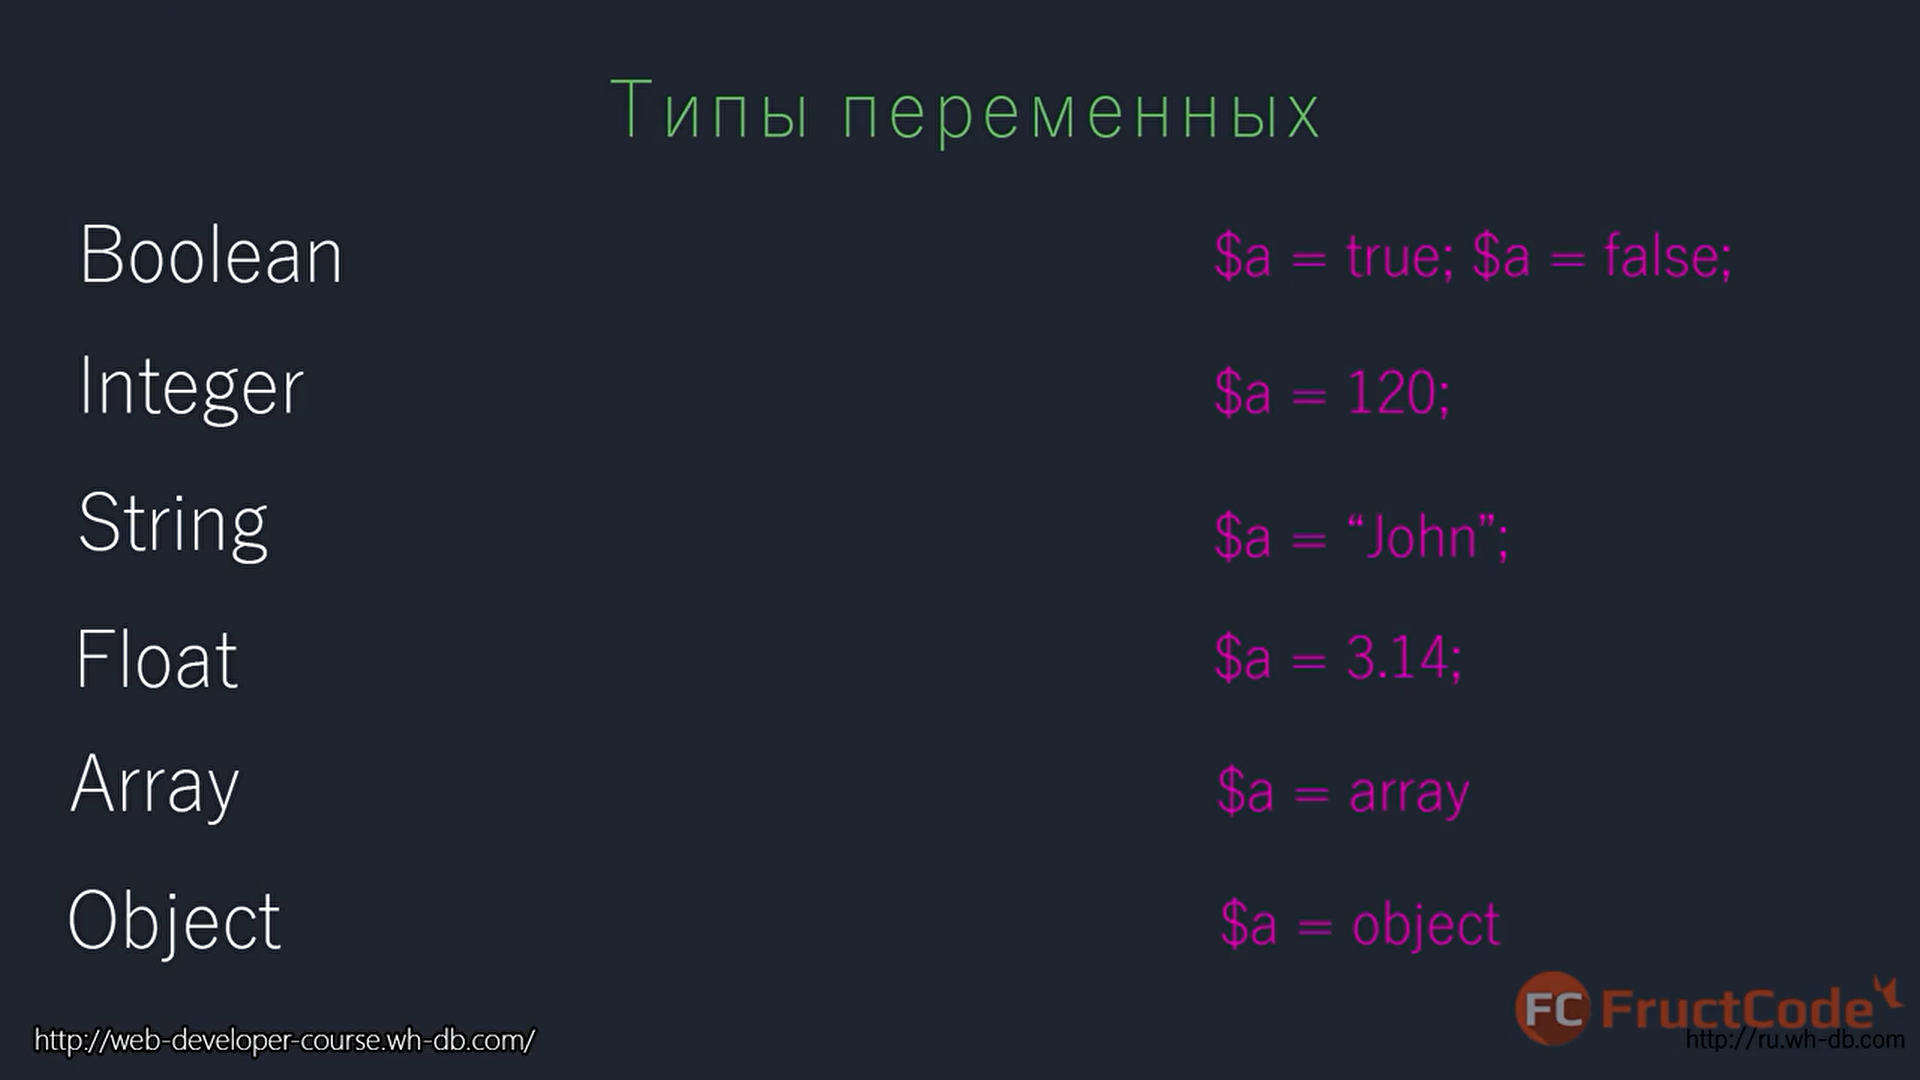 Типы переменных
Boolean $a = true; $a = false;
Integer $a = 120;
String $a = “John”;
Float $a = 3.14;
Array $a = array
Object $a = object
FC FructCode
http://web-developer-course.wh-db.com/ http://ru.wh-db.com